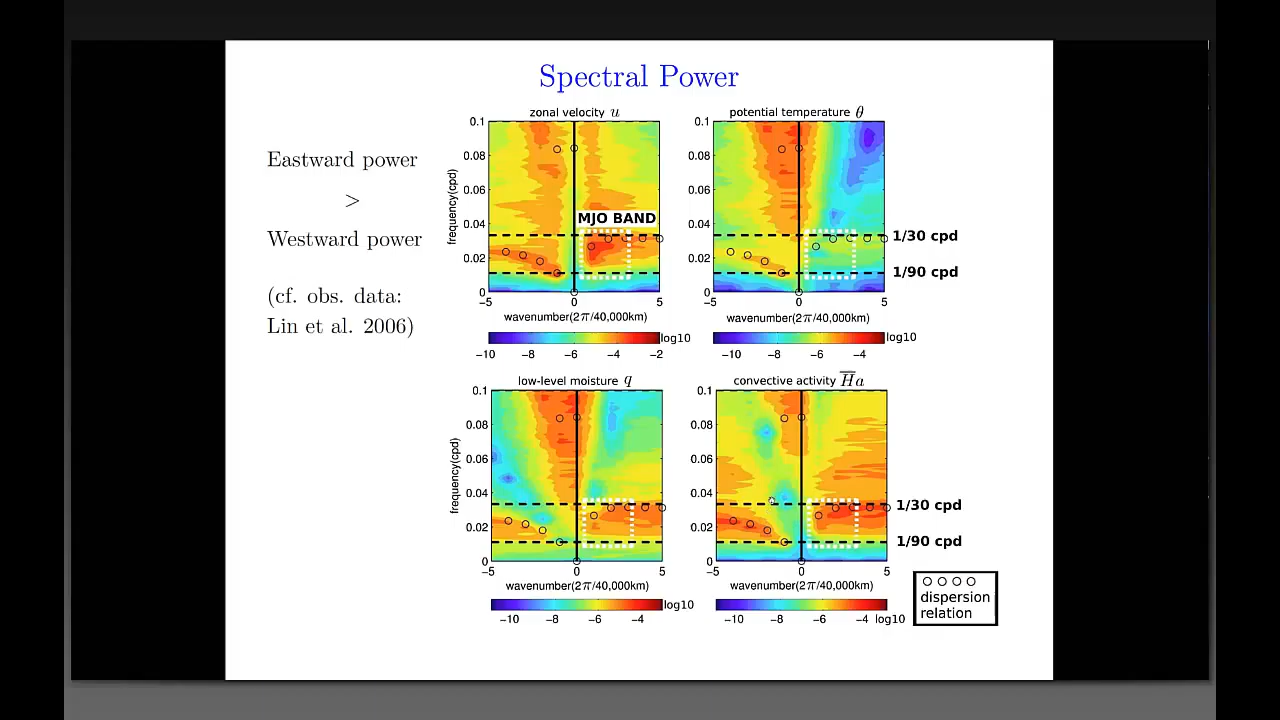 Spectral Power
Eastward power
>
Westward power
(cf. obs. data:
Lin et al. 2006)
zonal velocity u
0.1
0.08
0.06
0.04
0.02
0
frequency(cpd)
MJO BAND
−5 0 5
wavenumber(2π/40,000km)
−10 −8 −6 −4 −2
log10
potential temperature θ
0.1
0.08
0.06
0.04
0.02
0
1/30 cpd
1/90 cpd
−5 0 5
wavenumber(2π/40,000km)
−10 −8 −6 −4
log10
low-level moisture q
0.1
0.08
0.06
0.04
0.02
0
frequency(cpd)
−5 0 5
wavenumber(2π/40,000km)
−10 −8 −6 −4
log10
convective activity H̅a
0.1
0.08
0.06
0.04
0.02
0
1/30 cpd
1/90 cpd
−5 0 5
wavenumber(2π/40,000km)
−10 −8 −6 −4 log10
dispersion
relation